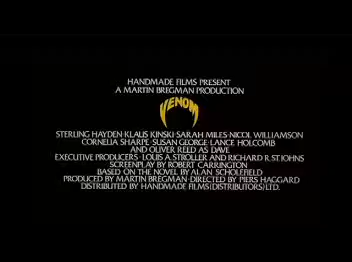 HANDMADE FILMS PRESENT
A MARTIN BREGMAN PRODUCTION
VENOM
STERLING HAYDEN·KLAUS KINSKI·SARAH MILES·NICOL WILLIAMSON
CORNELIA SHARPE·SUSAN GEORGE·LANCE HOLCOMB
AND OLIVER REED AS DAVE
EXECUTIVE PRODUCERS·LOUIS A.STROLLER AND RICHARD R.ST.JOHNS
SCREENPLAY BY ROBERT CARRINGTON
BASED ON THE NOVEL BY ALAN SCHOLEFIELD
PRODUCED BY MARTIN BREGMAN·DIRECTED BY PIERS HAGGARD
DISTRIBUTED BY HANDMADE FILMS (DISTRIBUTORS) LTD.